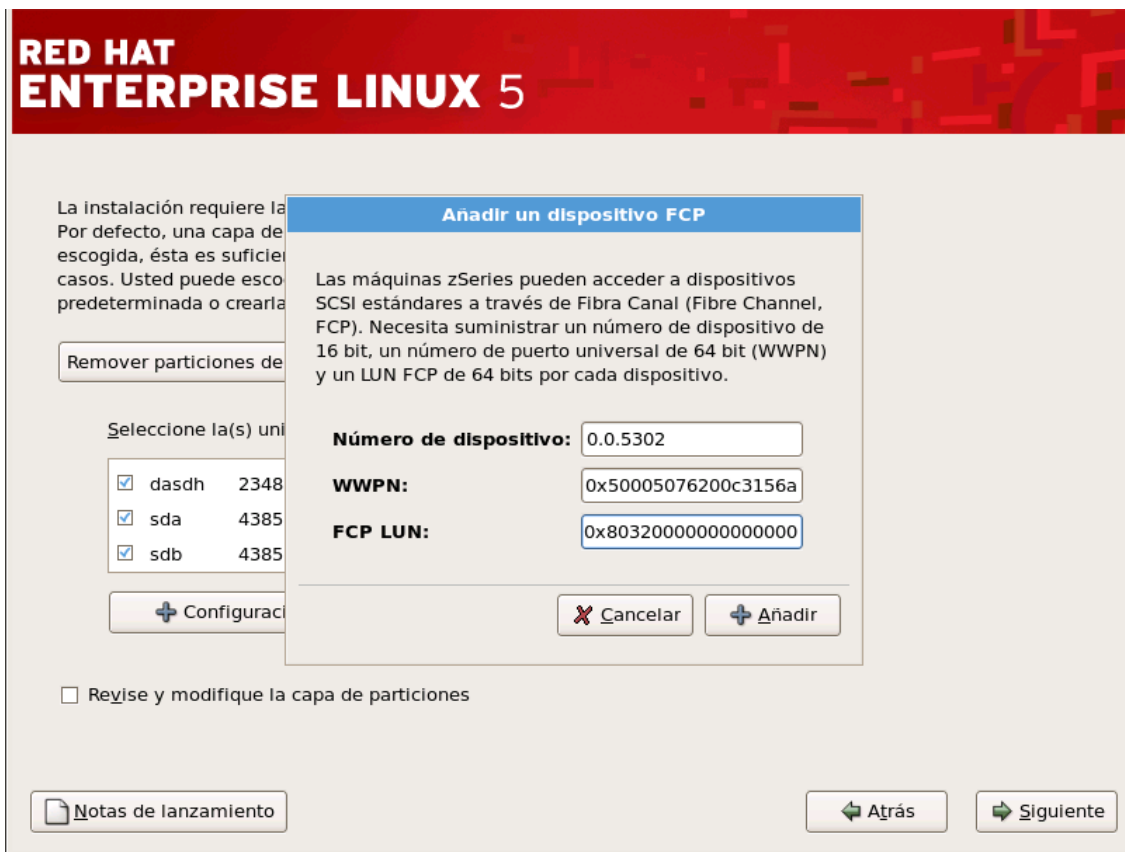 RED HAT
ENTERPRISE LINUX 5
La instalación requiere la
Por defecto, una capa de
escogida, ésta es suficie
casos. Usted puede esco
predeterminada o crearla
Remover particiones de
Seleccione la(s) uni
dasdh 2348
sda 4385
sdb 4385
Configuraci
Añadir un dispositivo FCP
Las máquinas zSeries pueden acceder a dispositivos
SCSI estándares a través de Fibra Canal (Fibre Channel,
FCP). Necesita suministrar un número de dispositivo de
16 bit, un número de puerto universal de 64 bit (WWPN)
y un LUN FCP de 64 bits por cada dispositivo.
Número de dispositivo: 0.0.5302
WWPN: 0x50005076200c3156a
FCP LUN: 0x80320000000000000
Cancelar Añadir
Revise y modifique la capa de particiones
Notas de lanzamiento Atrás Siguiente